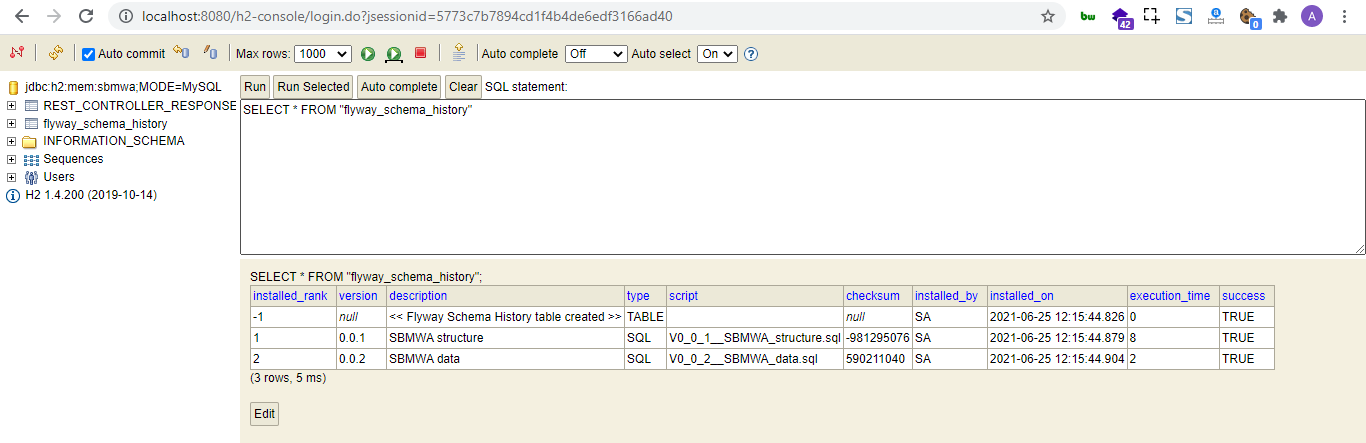 localhost:8080/h2-console/login.do?jsessionid=5773c7b7894cd1f4b4de6edf3166ad40
bw 42 S a 0 A
Auto commit Max rows: 1000 Auto complete Off Auto select On ?
jdbc:h2:mem:sbmwa;MODE=MySQL
REST_CONTROLLER_RESPONSE
flyway_schema_history
INFORMATION_SCHEMA
Sequences
Users
H2 1.4.200 (2019-10-14)
Run Run Selected Auto complete Clear SQL statement:
SELECT * FROM "flyway_schema_history"
SELECT * FROM "flyway_schema_history";
installed_rank version description type script checksum installed_by installed_on execution_time success
-1 null << Flyway Schema History table created >> TABLE null SA 2021-06-25 12:15:44.826 0 TRUE
1 0.0.1 SBMWA structure SQL V0_0_1__SBMWA_structure.sql -981295076 SA 2021-06-25 12:15:44.879 8 TRUE
2 0.0.2 SBMWA data SQL V0_0_2__SBMWA_data.sql 590211040 SA 2021-06-25 12:15:44.904 2 TRUE
(3 rows, 5 ms)
Edit